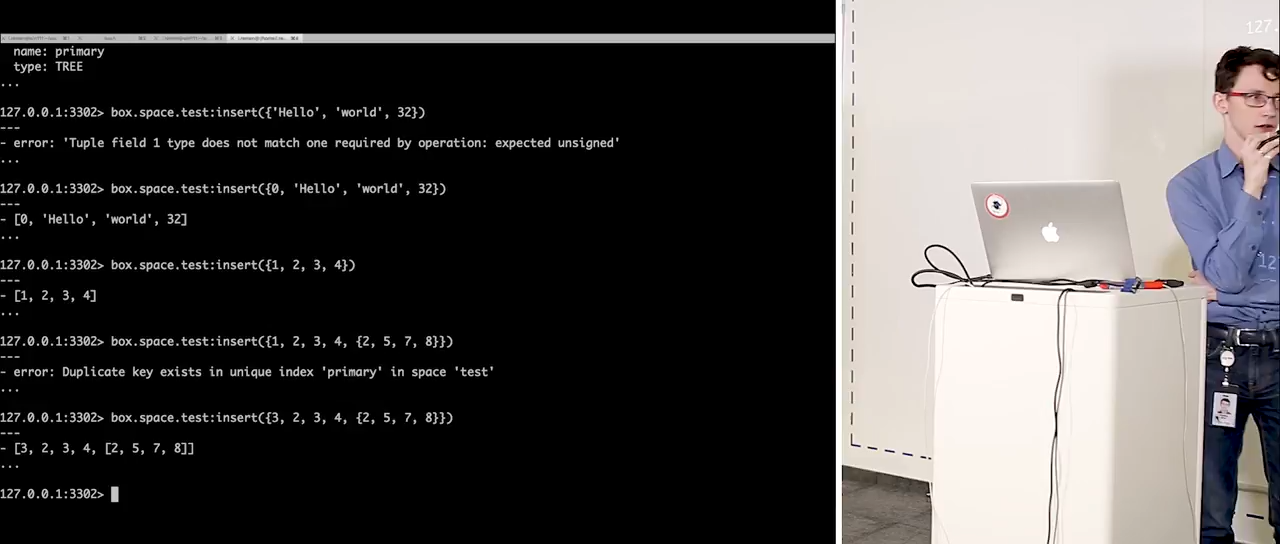 name: primary
type: TREE
...
127.0.0.1:3302> box.space.test:insert({'Hello', 'world', 32})
---
- error: 'Tuple field 1 type does not match one required by operation: expected unsigned'
...
127.0.0.1:3302> box.space.test:insert({0, 'Hello', 'world', 32})
---
- [0, 'Hello', 'world', 32]
...
127.0.0.1:3302> box.space.test:insert({1, 2, 3, 4})
---
- [1, 2, 3, 4]
...
127.0.0.1:3302> box.space.test:insert({1, 2, 3, 4, {2, 5, 7, 8}})
---
- error: Duplicate key exists in unique index 'primary' in space 'test'
...
127.0.0.1:3302> box.space.test:insert({3, 2, 3, 4, {2, 5, 7, 8}})
---
- [3, 2, 3, 4, [2, 5, 7, 8]]
...
127.0.0.1:3302>
127.